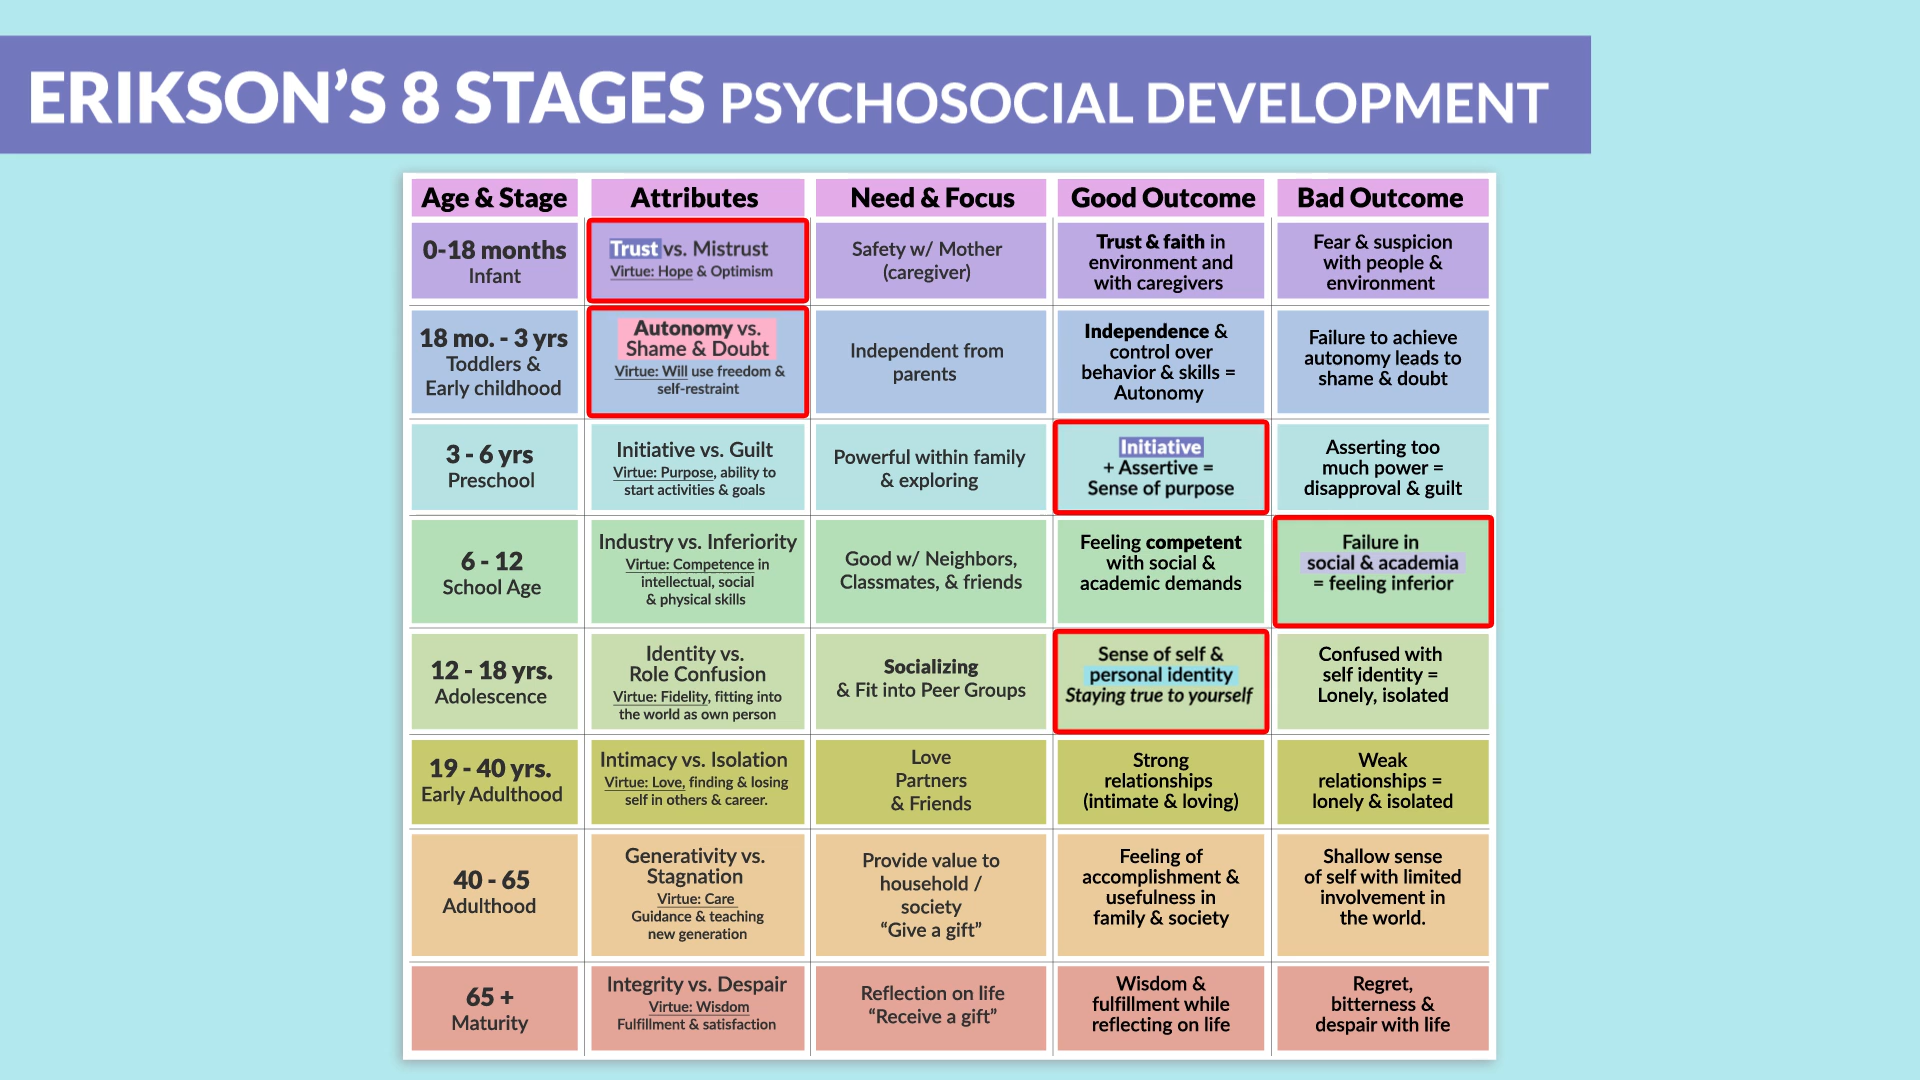 ERIKSON'S 8 STAGES PSYCHOSOCIAL DEVELOPMENT
Age & Stage
Attributes
Need & Focus
Good Outcome
Bad Outcome
0-18 months
Infant
Trust vs. Mistrust
Virtue: Hope & Optimism
Safety w/ Mother
(caregiver)
Trust & faith in
environment and
with caregivers
Fear & suspicion
with people &
environment
18 mo. - 3 yrs
Toddlers &
Early childhood
Autonomy vs.
Shame & Doubt
Virtue: Will use freedom &
self-restraint
Independent from
parents
Independence &
control over
behavior & skills =
Autonomy
Failure to achieve
autonomy leads to
shame & doubt
3 - 6 yrs
Preschool
Initiative vs. Guilt
Virtue: Purpose, ability to
start activities & goals
Powerful within family
& exploring
Initiative
+ Assertive =
Sense of purpose
Asserting too
much power =
disapproval & guilt
6 - 12
School Age
Industry vs. Inferiority
Virtue: Competence in
intellectual, social
& physical skills
Good w/ Neighbors,
Classmates, & friends
Feeling competent
with social &
academic demands
Failure in
social & academia
= feeling inferior
12 - 18 yrs.
Adolescence
Identity vs.
Role Confusion
Virtue: Fidelity, fitting into
the world as own person
Socializing
& Fit into Peer Groups
Sense of self &
personal identity
Staying true to yourself
Confused with
self identity =
Lonely, isolated
19 - 40 yrs.
Early Adulthood
Intimacy vs. Isolation
Virtue: Love, finding & losing
self in others & career.
Love
Partners
& Friends
Strong
relationships
(intimate & loving)
Weak
relationships =
lonely & isolated
40 - 65
Adulthood
Generativity vs.
Stagnation
Virtue: Care
Guidance & teaching
new generation
Provide value to
household /
society
“Give a gift”
Feeling of
accomplishment &
usefulness in
family & society
Shallow sense
of self with limited
involvement in
the world.
65 +
Maturity
Integrity vs. Despair
Virtue: Wisdom
Fulfillment & satisfaction
Reflection on life
“Receive a gift”
Wisdom &
fulfillment while
reflecting on life
Regret,
bitterness &
despair with life